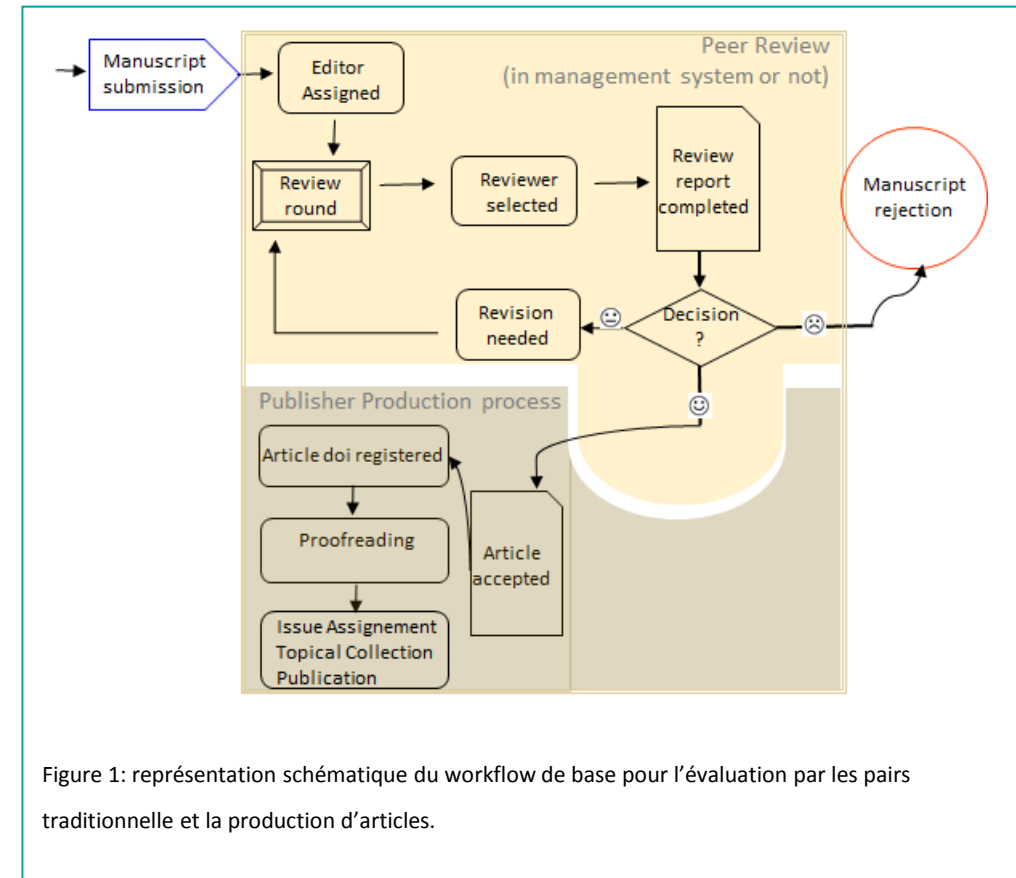 Peer Review
(in management system or not)
Manuscript
submission
Editor
Assigned
Review
round
Reviewer
selected
Review
report
completed
Manuscript
rejection
Revision
needed
Decision
?
Publisher Production process
Article doi registered
Proofreading
Article
accepted
Issue Assignement
Topical Collection
Publication
Figure 1: représentation schématique du workflow de base pour l’évaluation par les pairs
traditionnelle et la production d’articles.